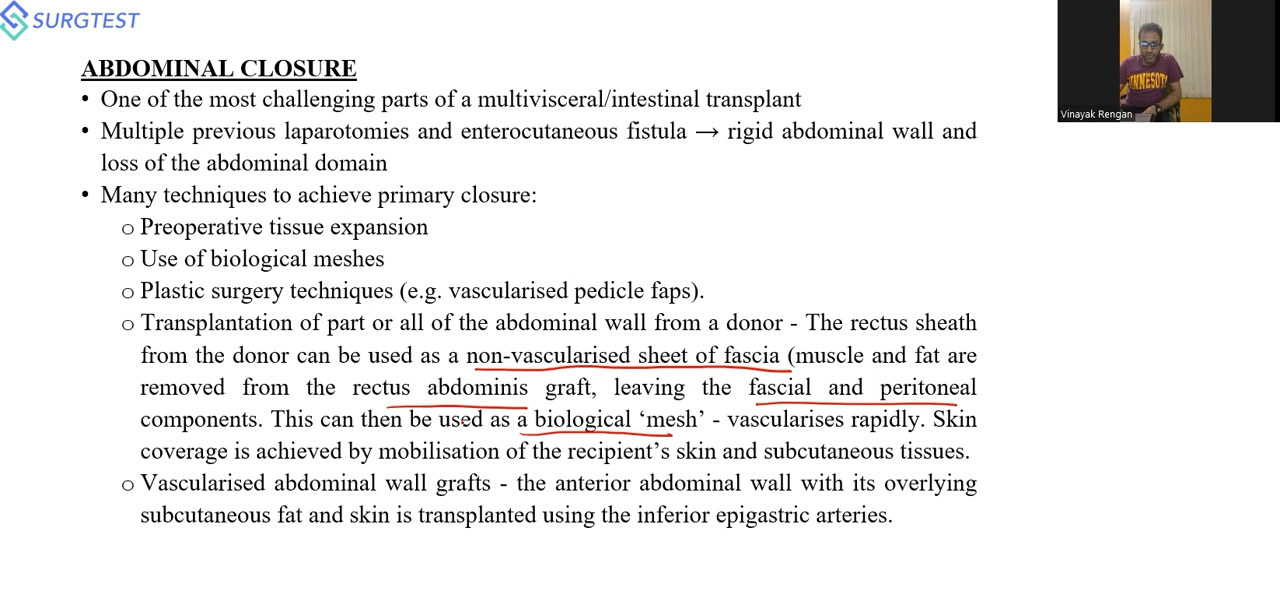 SURGTEST
ABDOMINAL CLOSURE
• One of the most challenging parts of a multivisceral/intestinal transplant
• Multiple previous laparotomies and enterocutaneous fistula → rigid abdominal wall and
loss of the abdominal domain
• Many techniques to achieve primary closure:
o Preoperative tissue expansion
o Use of biological meshes
o Plastic surgery techniques (e.g. vascularised pedicle faps).
o Transplantation of part or all of the abdominal wall from a donor - The rectus sheath
from the donor can be used as a non-vascularised sheet of fascia (muscle and fat are
removed from the rectus abdominis graft, leaving the fascial and peritoneal
components. This can then be used as a biological ‘mesh’ - vascularises rapidly. Skin
coverage is achieved by mobilisation of the recipient’s skin and subcutaneous tissues.
o Vascularised abdominal wall grafts - the anterior abdominal wall with its overlying
subcutaneous fat and skin is transplanted using the inferior epigastric arteries.
MINNESOTA
Vinayak Rengan